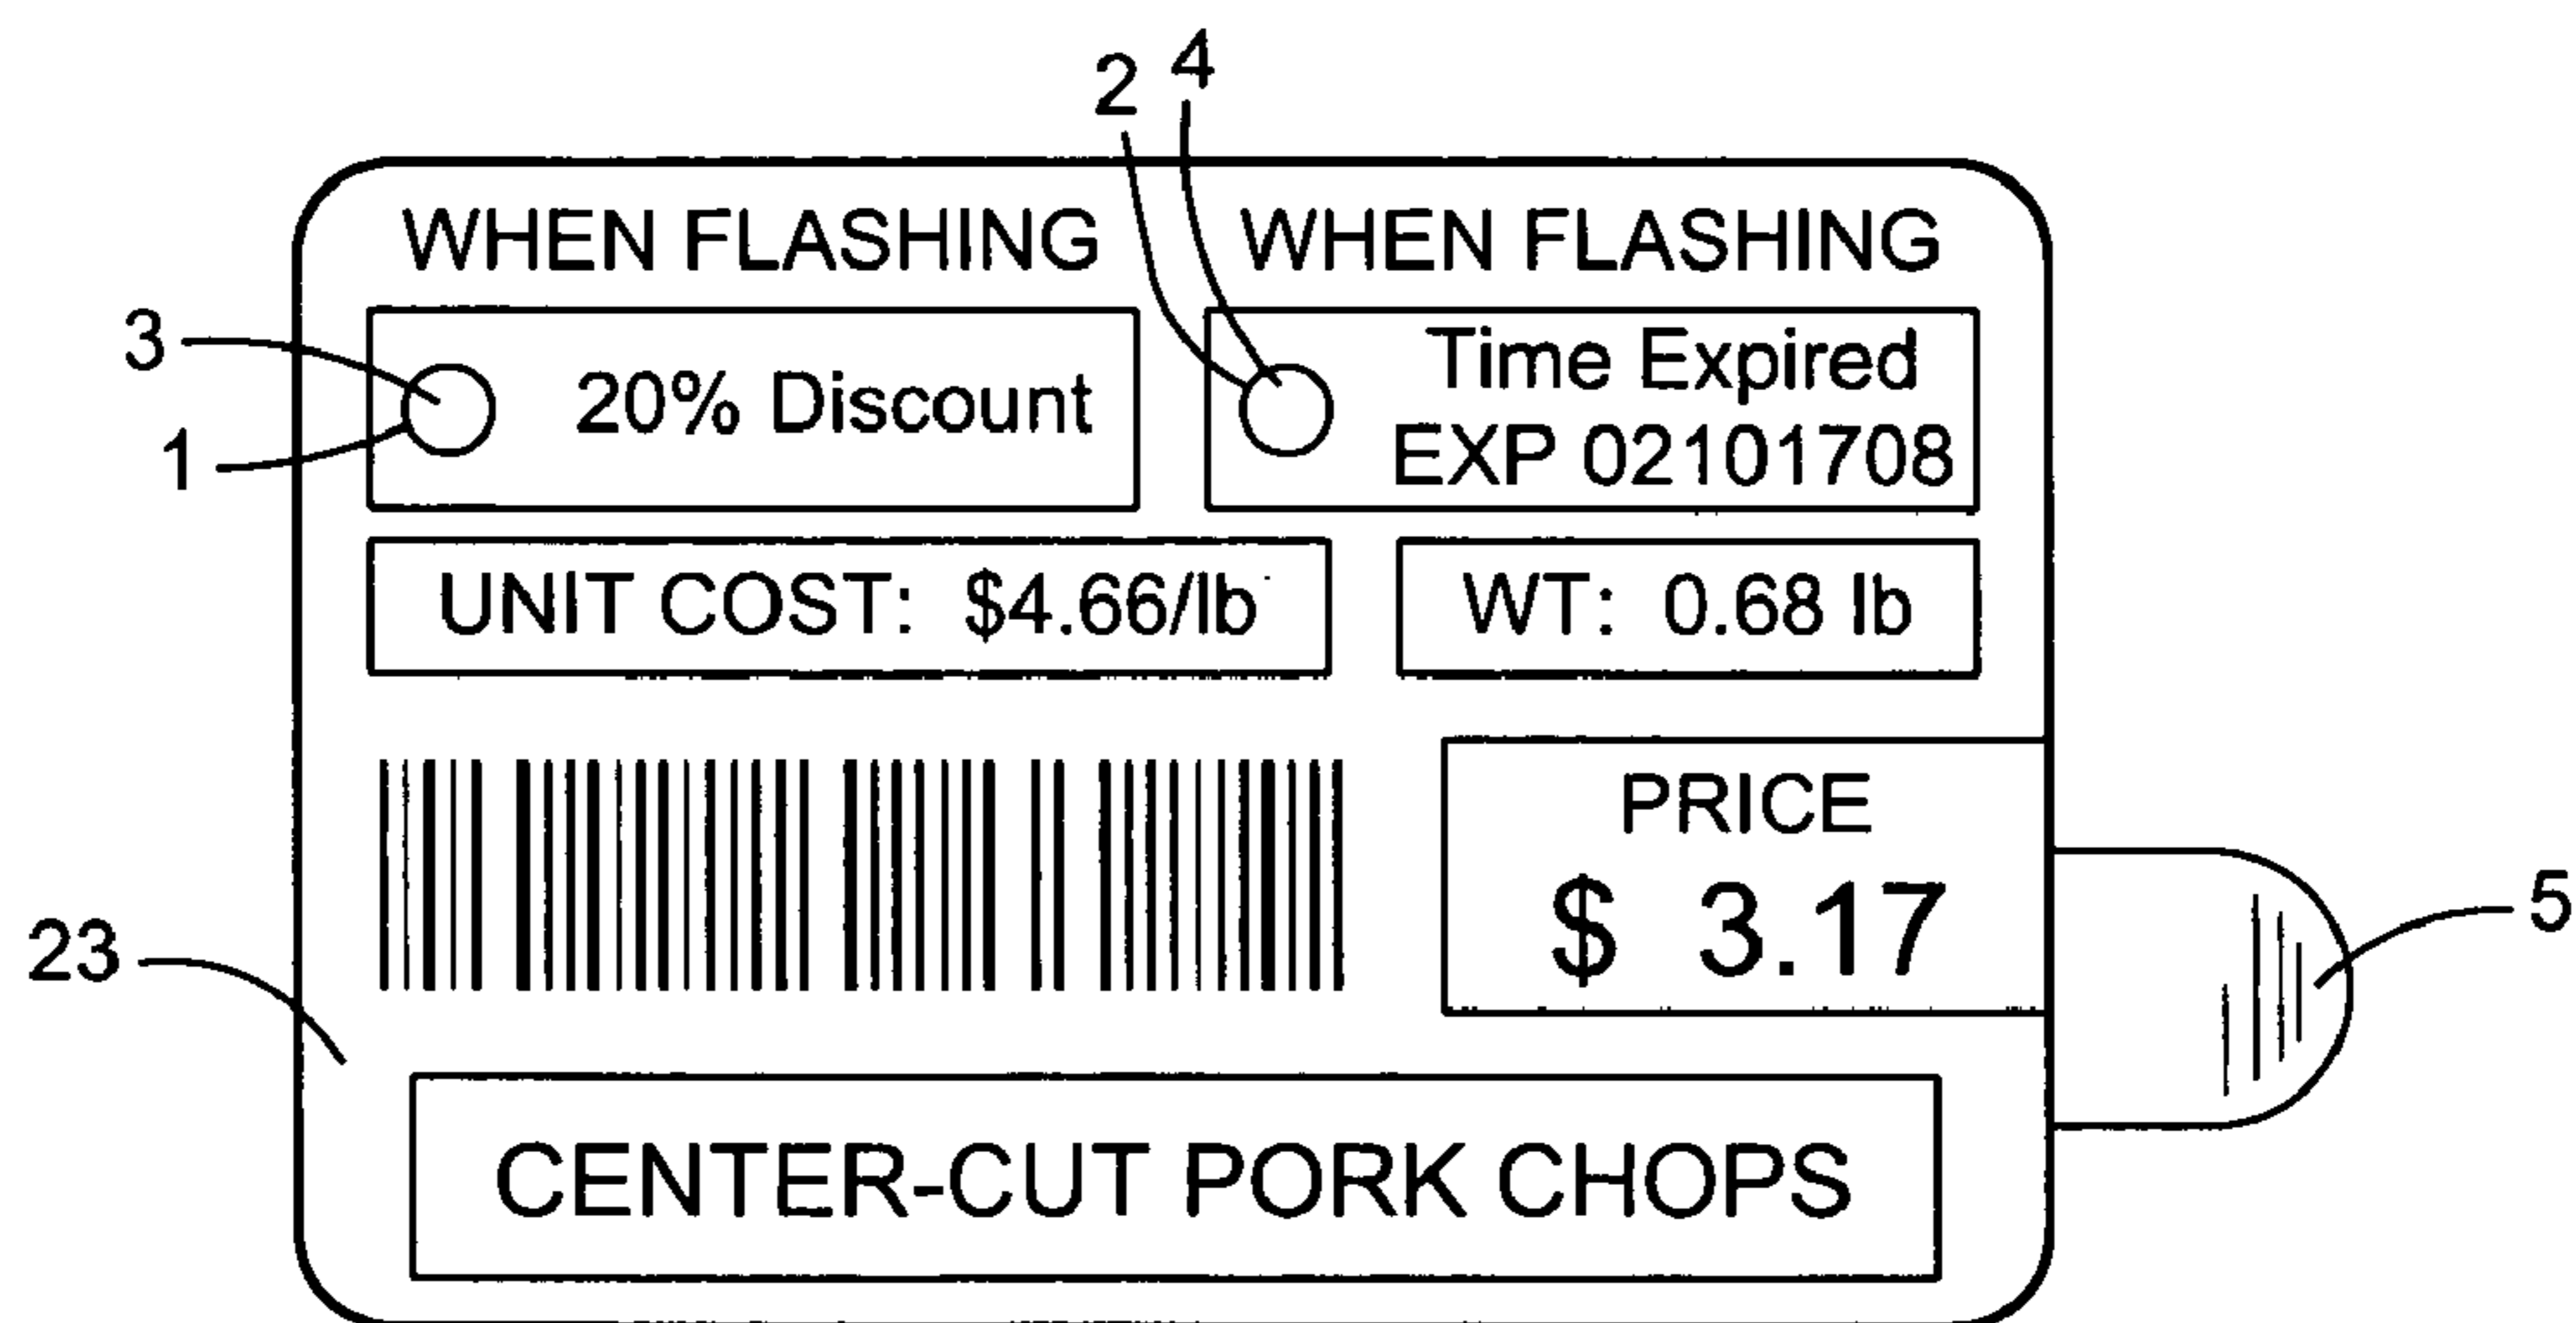 2 4
WHEN FLASHING WHEN FLASHING
3
1
20% Discount
Time Expired
EXP 02101708
UNIT COST: $4.66/lb
WT: 0.68 lb
PRICE
$ 3.17
5
23
CENTER-CUT PORK CHOPS